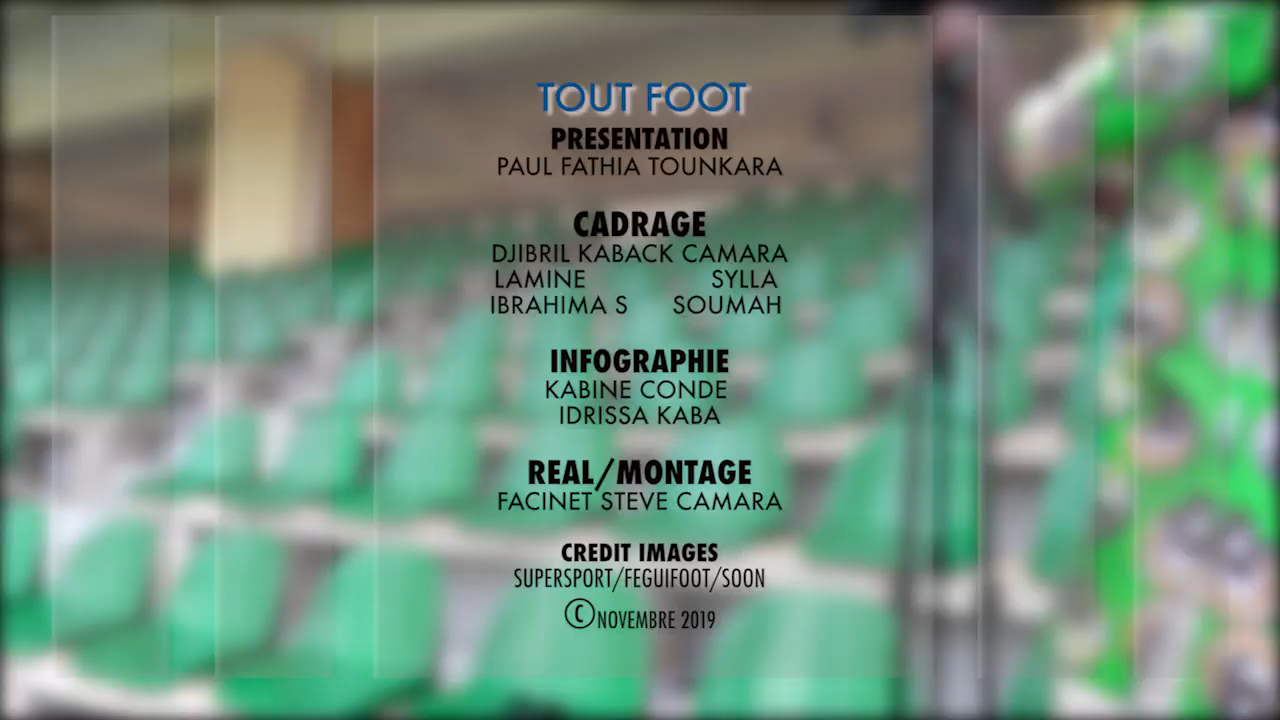 TOUT FOOT
PRESENTATION
PAUL FATHIA TOUNKARA
CADRAGE
DJIBRIL KABACK CAMARA
LAMINE SYLLA
IBRAHIMA S SOUMAH
INFOGRAPHIE
KABINE CONDE
IDRISSA KABA
REAL/MONTAGE
FACINET STEVE CAMARA
CREDIT IMAGES
SUPERSPORT/FEGUIFOOT/SOON
©NOVEMBRE 2019